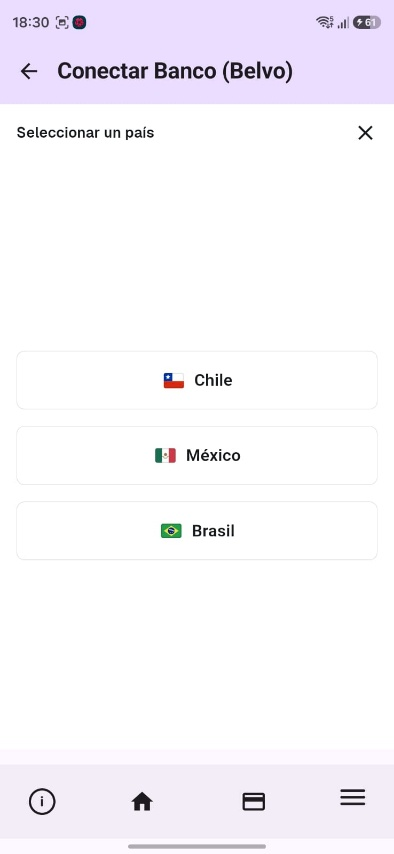 18:30
61
Conectar Banco (Belvo)
Seleccionar un país
Chile
México
Brasil